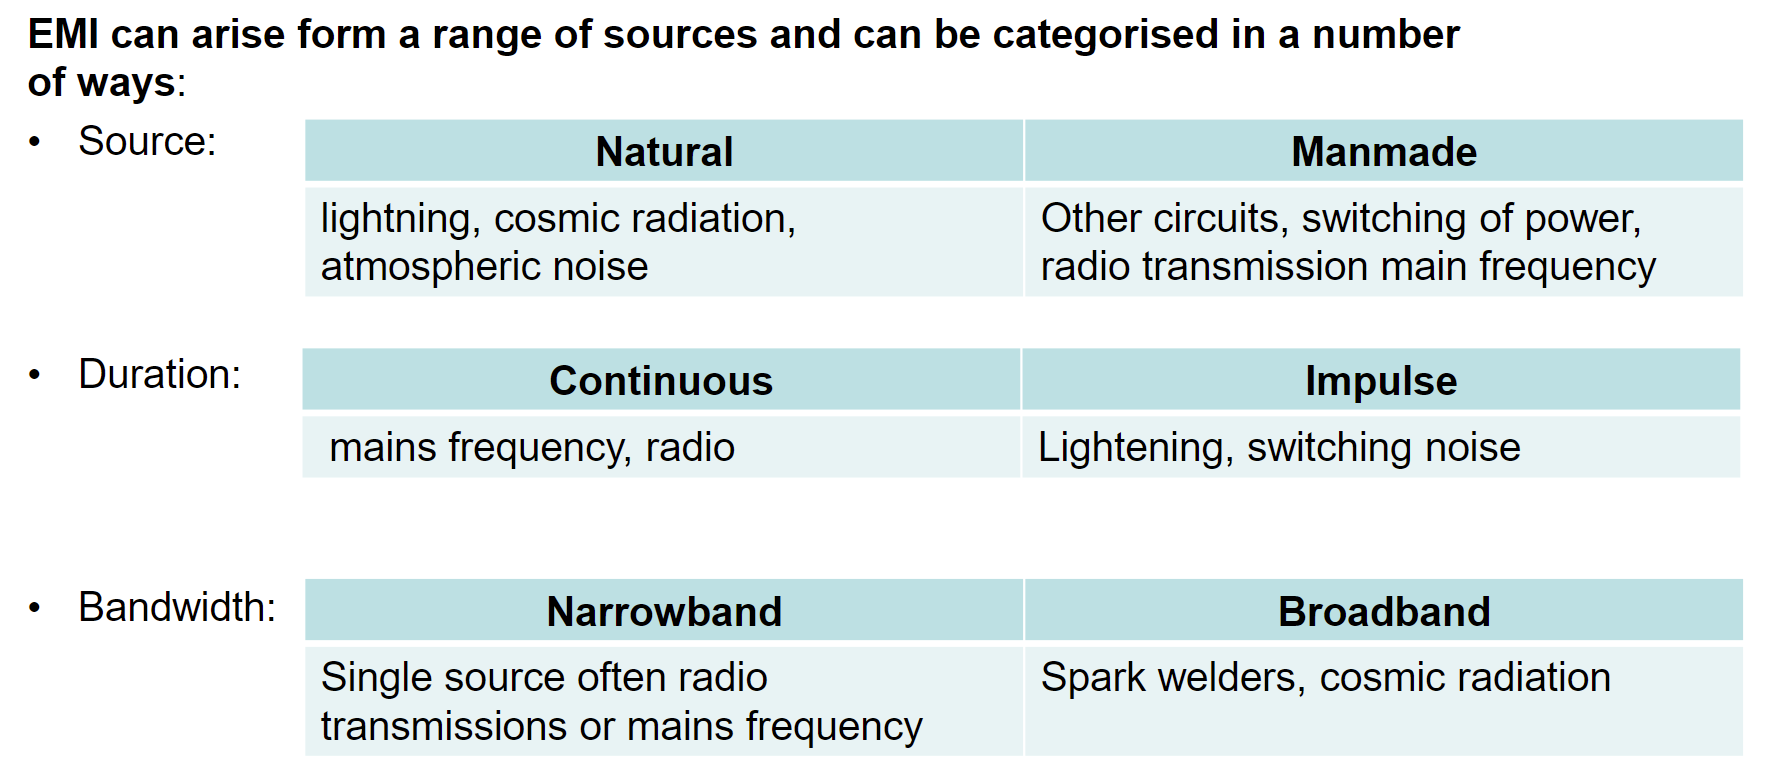 EMI can arise form a range of sources and can be categorised in a number
of ways:
• Source:
Natural
Manmade
lightning, cosmic radiation,
atmospheric noise
Other circuits, switching of power,
radio transmission main frequency
• Duration:
Continuous
Impulse
mains frequency, radio
Lightening, switching noise
• Bandwidth:
Narrowband
Broadband
Single source often radio
transmissions or mains frequency
Spark welders, cosmic radiation